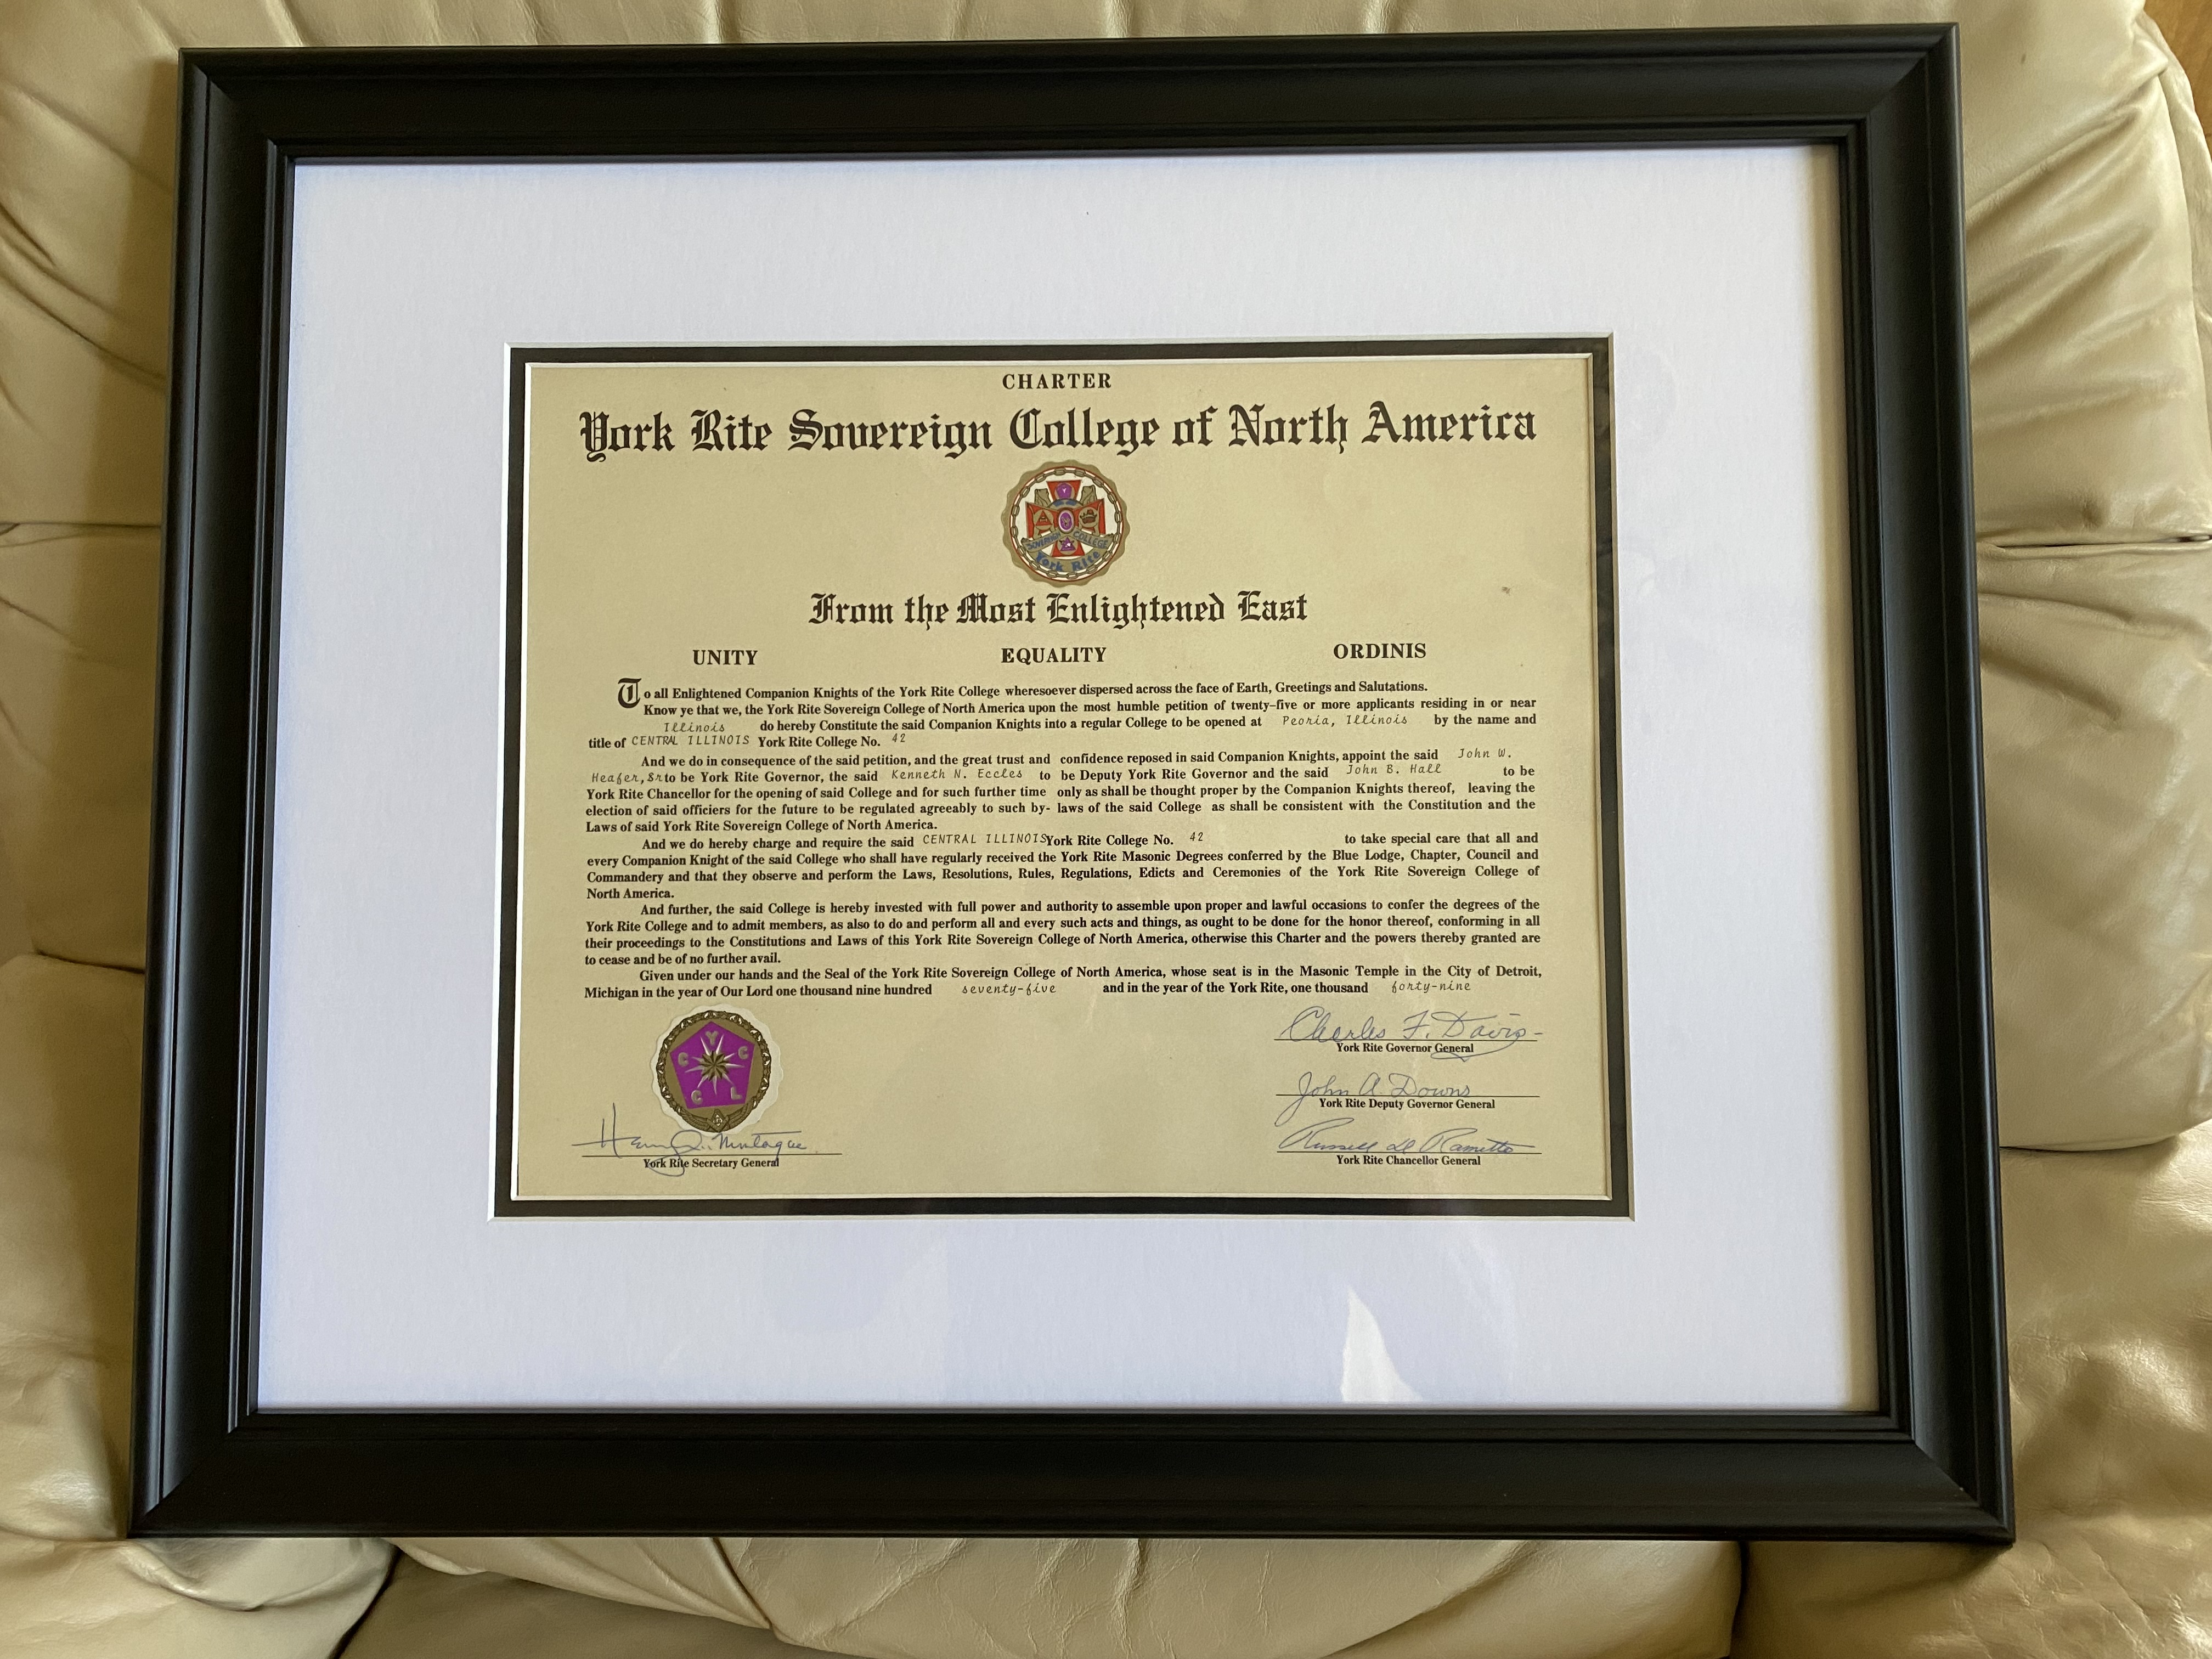 CHARTER
York Rite Sovereign College of North America
SOVEREIGN COLLEGE
York Rite
From the Most Enlightened East
UNITY EQUALITY ORDINIS
To all Enlightened Companion Knights of the York Rite College wheresoever dispersed across the face of Earth, Greetings and Salutations.
Know ye that we, the York Rite Sovereign College of North America upon the most humble petition of twenty-five or more applicants residing in or near
Illinois do hereby Constitute the said Companion Knights into a regular College to be opened at Peoria, Illinois by the name and
title of CENTRAL ILLINOIS York Rite College No. 42
And we do in consequence of the said petition, and the great trust and confidence reposed in said Companion Knights, appoint the said John W.
Heafer, Sr to be York Rite Governor, the said Kenneth N. Eccles to be Deputy York Rite Governor and the said John B. Hall to be
York Rite Chancellor for the opening of said College and for such further time only as shall be thought proper by the Companion Knights thereof, leaving the
election of said officers for the future to be regulated agreeably to such by-laws of the said College as shall be consistent with the Constitution and the
Laws of said York Rite Sovereign College of North America.
And we do hereby charge and require the said CENTRAL ILLINOIS York Rite College No. 42 to take special care that all and
every Companion Knight of the said College who shall have regularly received the York Rite Masonic Degrees conferred by the Blue Lodge, Chapter, Council and
Commandery and that they observe and perform the Laws, Resolutions, Rules, Regulations, Edicts and Ceremonies of the York Rite Sovereign College of
North America.
And further, the said College is hereby invested with full power and authority to assemble upon proper and lawful occasions to confer the degrees of the
York Rite College and to admit members, as also to do and perform all and every such acts and things, as ought to be done for the honor thereof, conforming in all
their proceedings to the Constitutions and Laws of this York Rite Sovereign College of North America, otherwise this Charter and the powers thereby granted are
to cease and be of no further avail.
Given under our hands and the Seal of the York Rite Sovereign College of North America, whose seat is in the Masonic Temple in the City of Detroit,
Michigan in the year of Our Lord one thousand nine hundred seventy-five and in the year of the York Rite, one thousand forty-nine
Y
C C
C L
Charles F. Davis
York Rite Governor General
John A. Downs
York Rite Deputy Governor General
Montague
York Rite Secretary General
Russell
York Rite Chancellor General